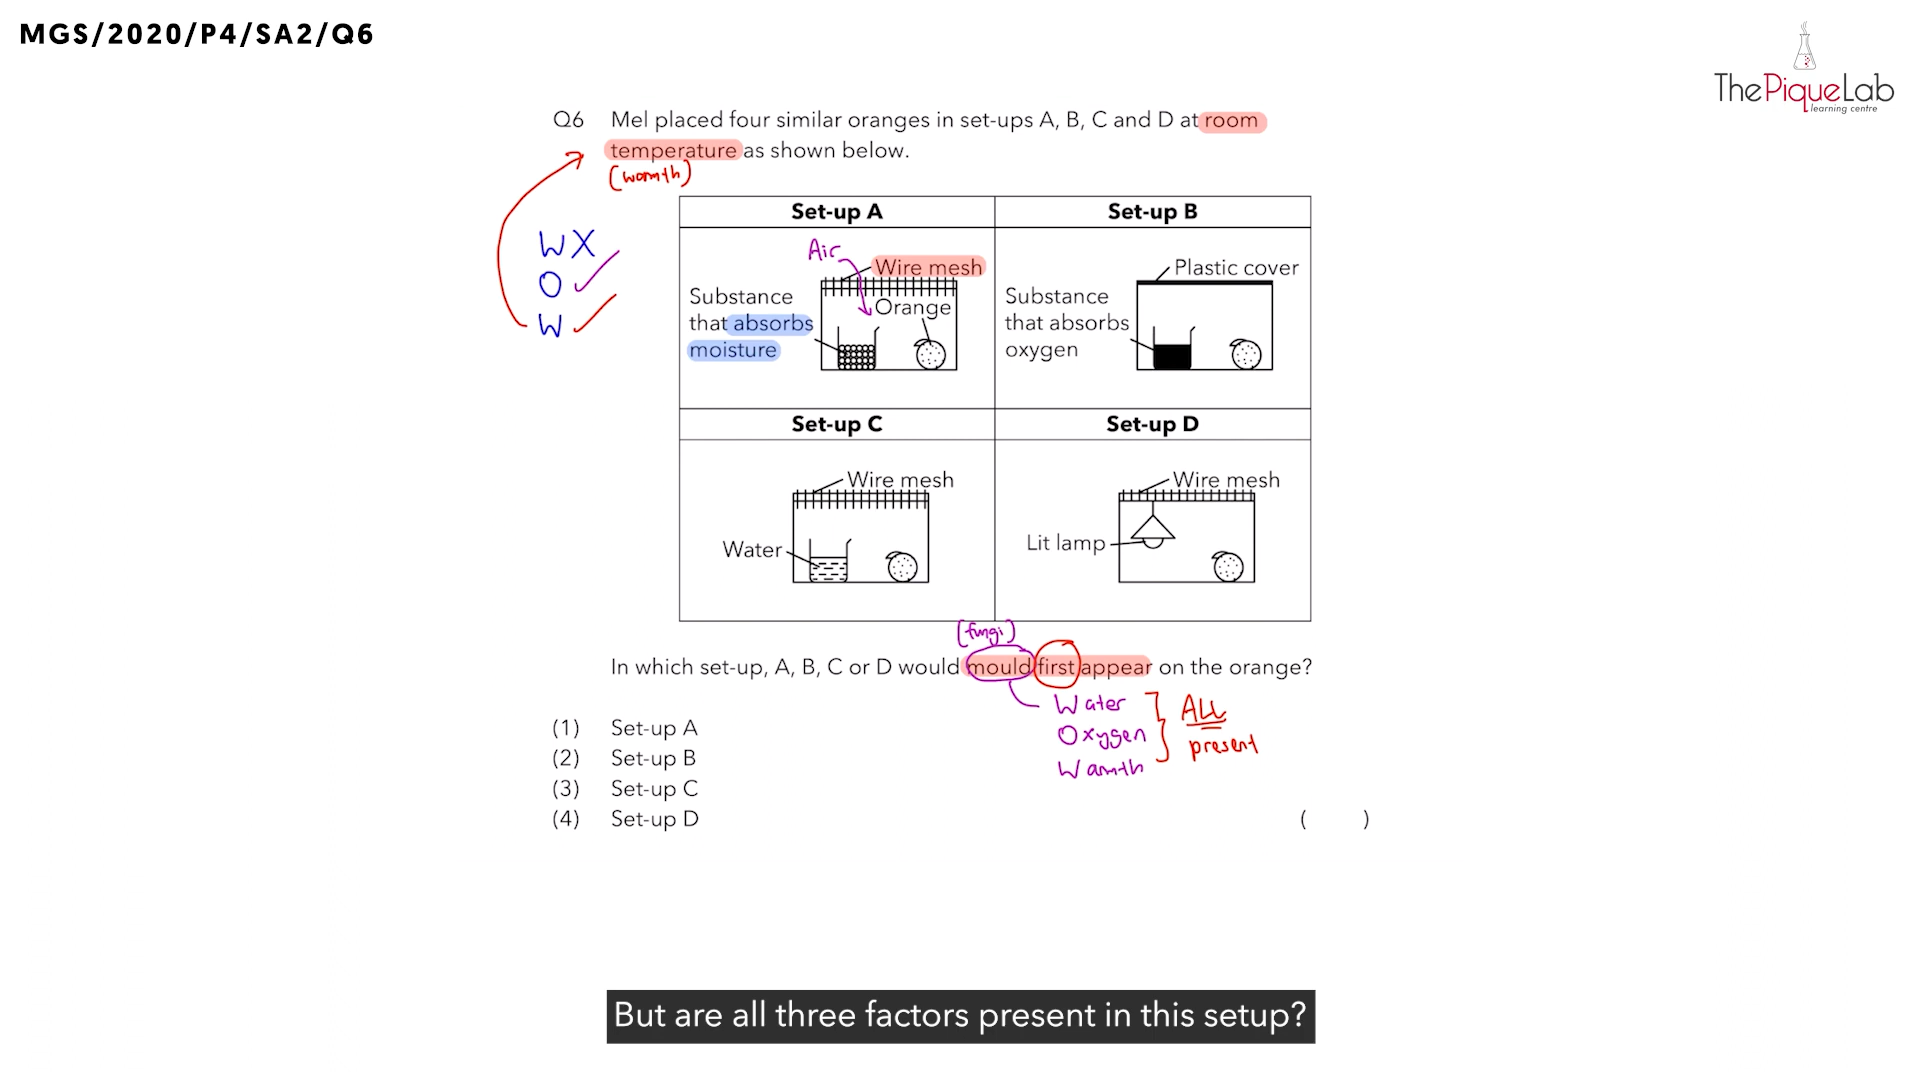 MGS/2020/P4/SA2/Q6
ThePiqueLab
learning centre
Q6 Mel placed four similar oranges in set-ups A, B, C and D at room
temperature as shown below.
(warmth)
W X
O
W
Set-up A
Air
Wire mesh
Substance
that absorbs
moisture
Orange
Set-up B
Plastic cover
Substance
that absorbs
oxygen
Set-up C
Wire mesh
Water
Set-up D
Wire mesh
Lit lamp
(fungi)
In which set-up, A, B, C or D would mould first appear on the orange?
Water
Oxygen
Warmth
ALL
present
(1) Set-up A
(2) Set-up B
(3) Set-up C
(4) Set-up D ( )
But are all three factors present in this setup?